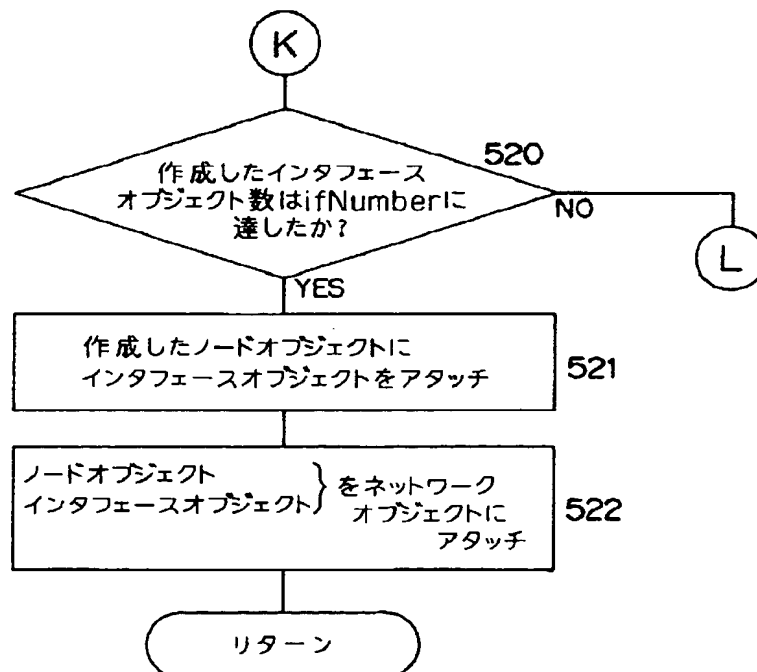 K
作成したインタフェース
オブジェクト数はifNumberに
達したか?
520
NO
L
YES
作成したノードオブジェクトに
インタフェースオブジェクトをアタッチ
521
ノードオブジェクト
インタフェースオブジェクト
}をネットワーク
オブジェクトに
アタッチ
522
リターン